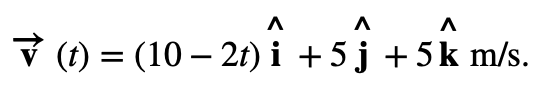 v⃗ (t) = (10 − 2t) î + 5 ĵ + 5 k̂ m/s.